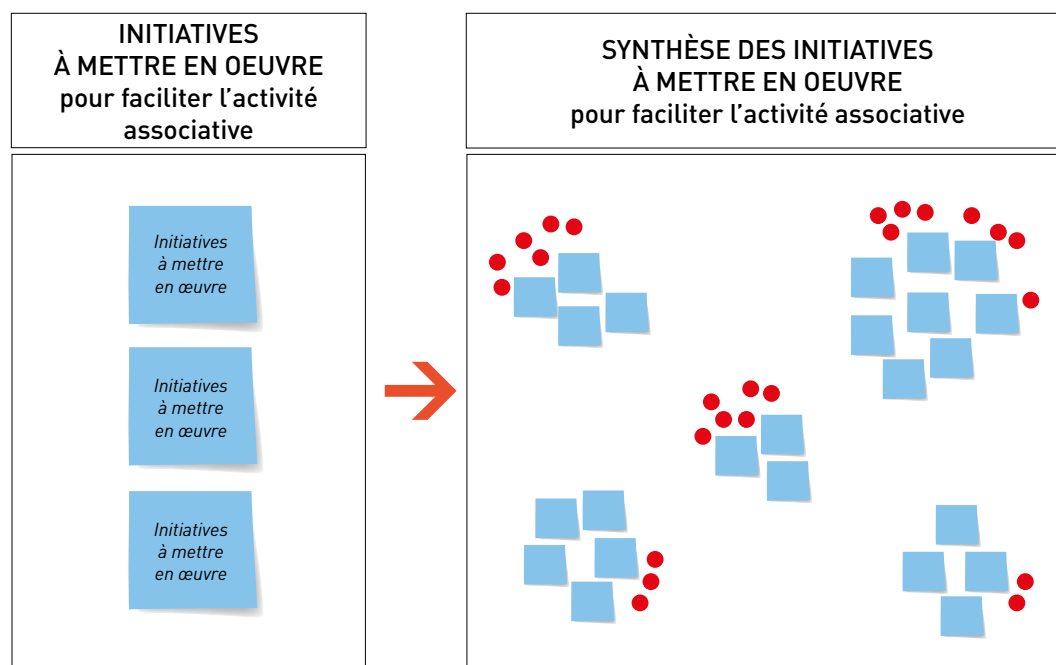 INITIATIVES
À METTRE EN OEUVRE
pour faciliter l'activité
associative
SYNTHÈSE DES INITIATIVES
À METTRE EN OEUVRE
pour faciliter l'activité associative
Initiatives
à mettre
en œuvre
Initiatives
à mettre
en œuvre
Initiatives
à mettre
en œuvre